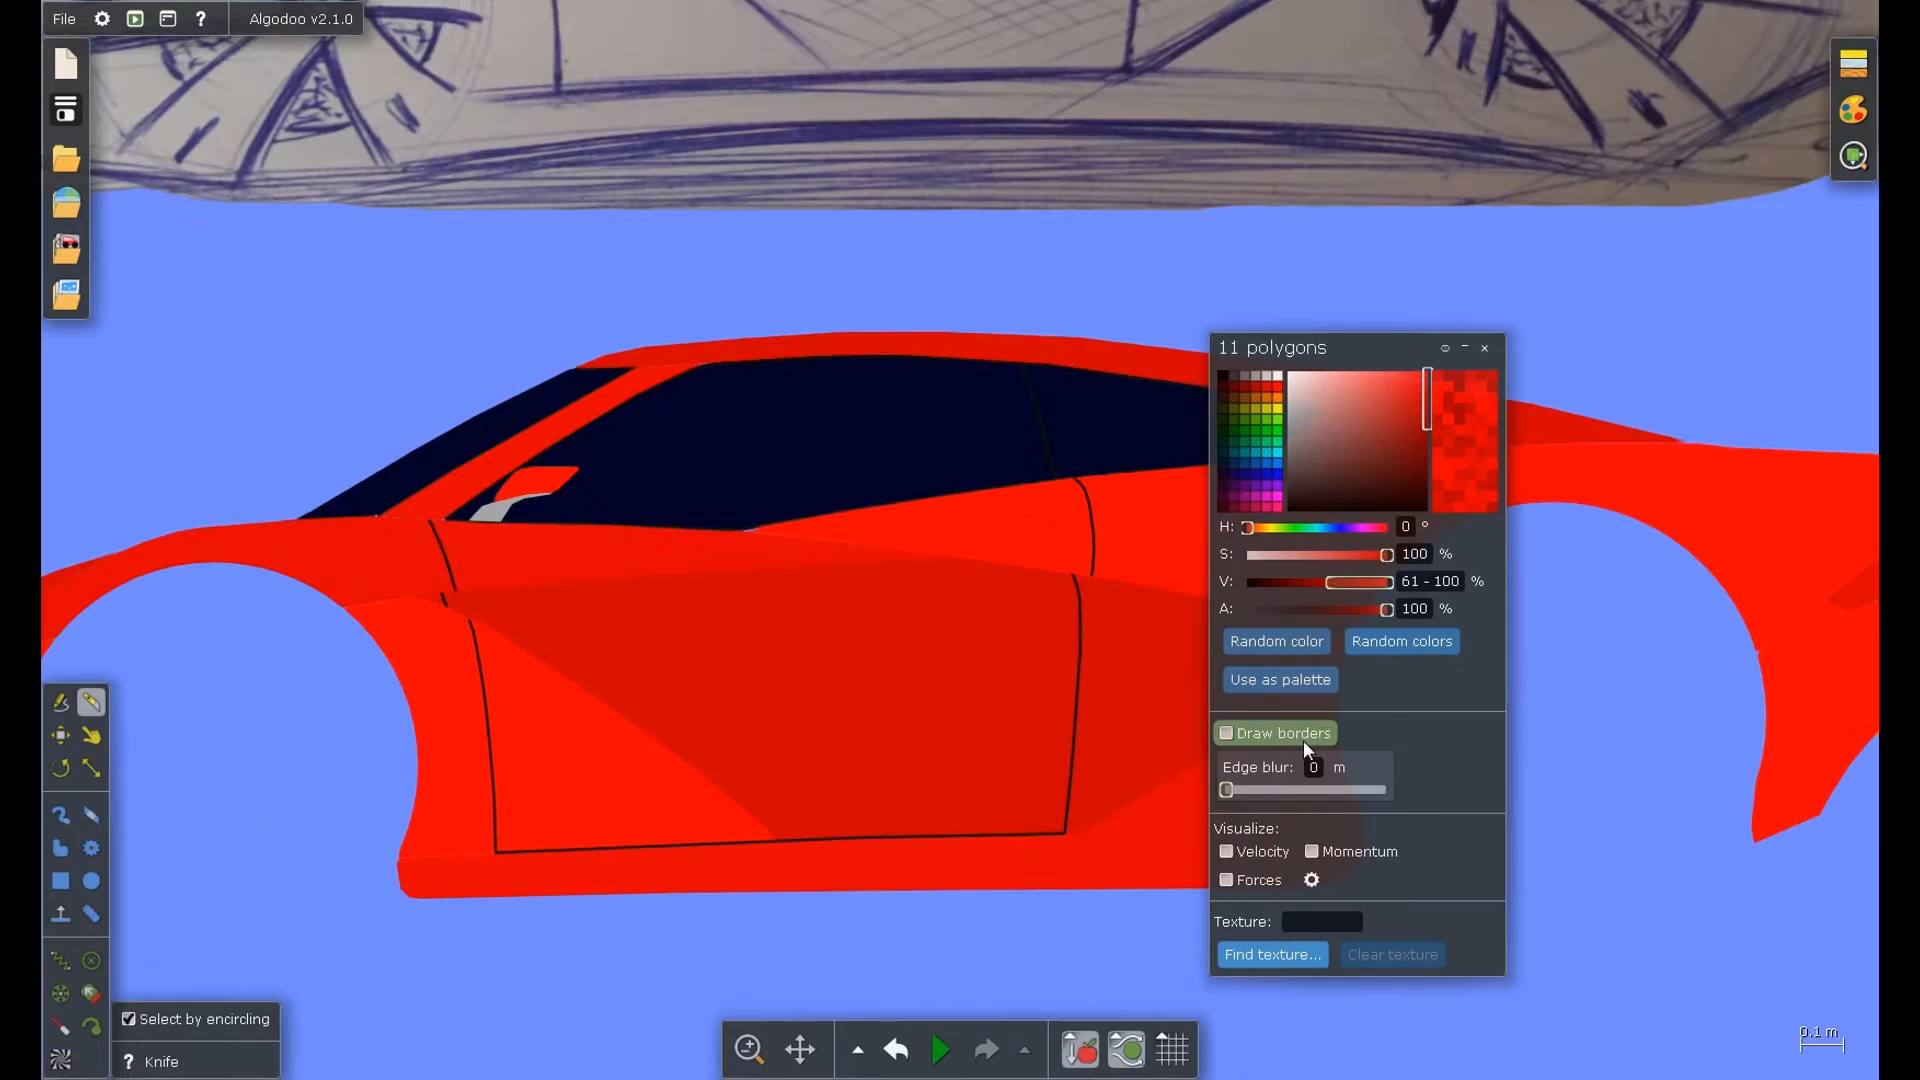 File ? Algodoo v2.1.0
11 polygons
H: 0 °
S: 100 %
V: 61 - 100 %
A: 100 %
Random color Random colors
Use as palette
Draw borders
Edge blur: 0 m
Visualize:
Velocity Momentum
Forces
Texture:
Find texture... Clear texture
Select by encircling
? Knife
0.1 m